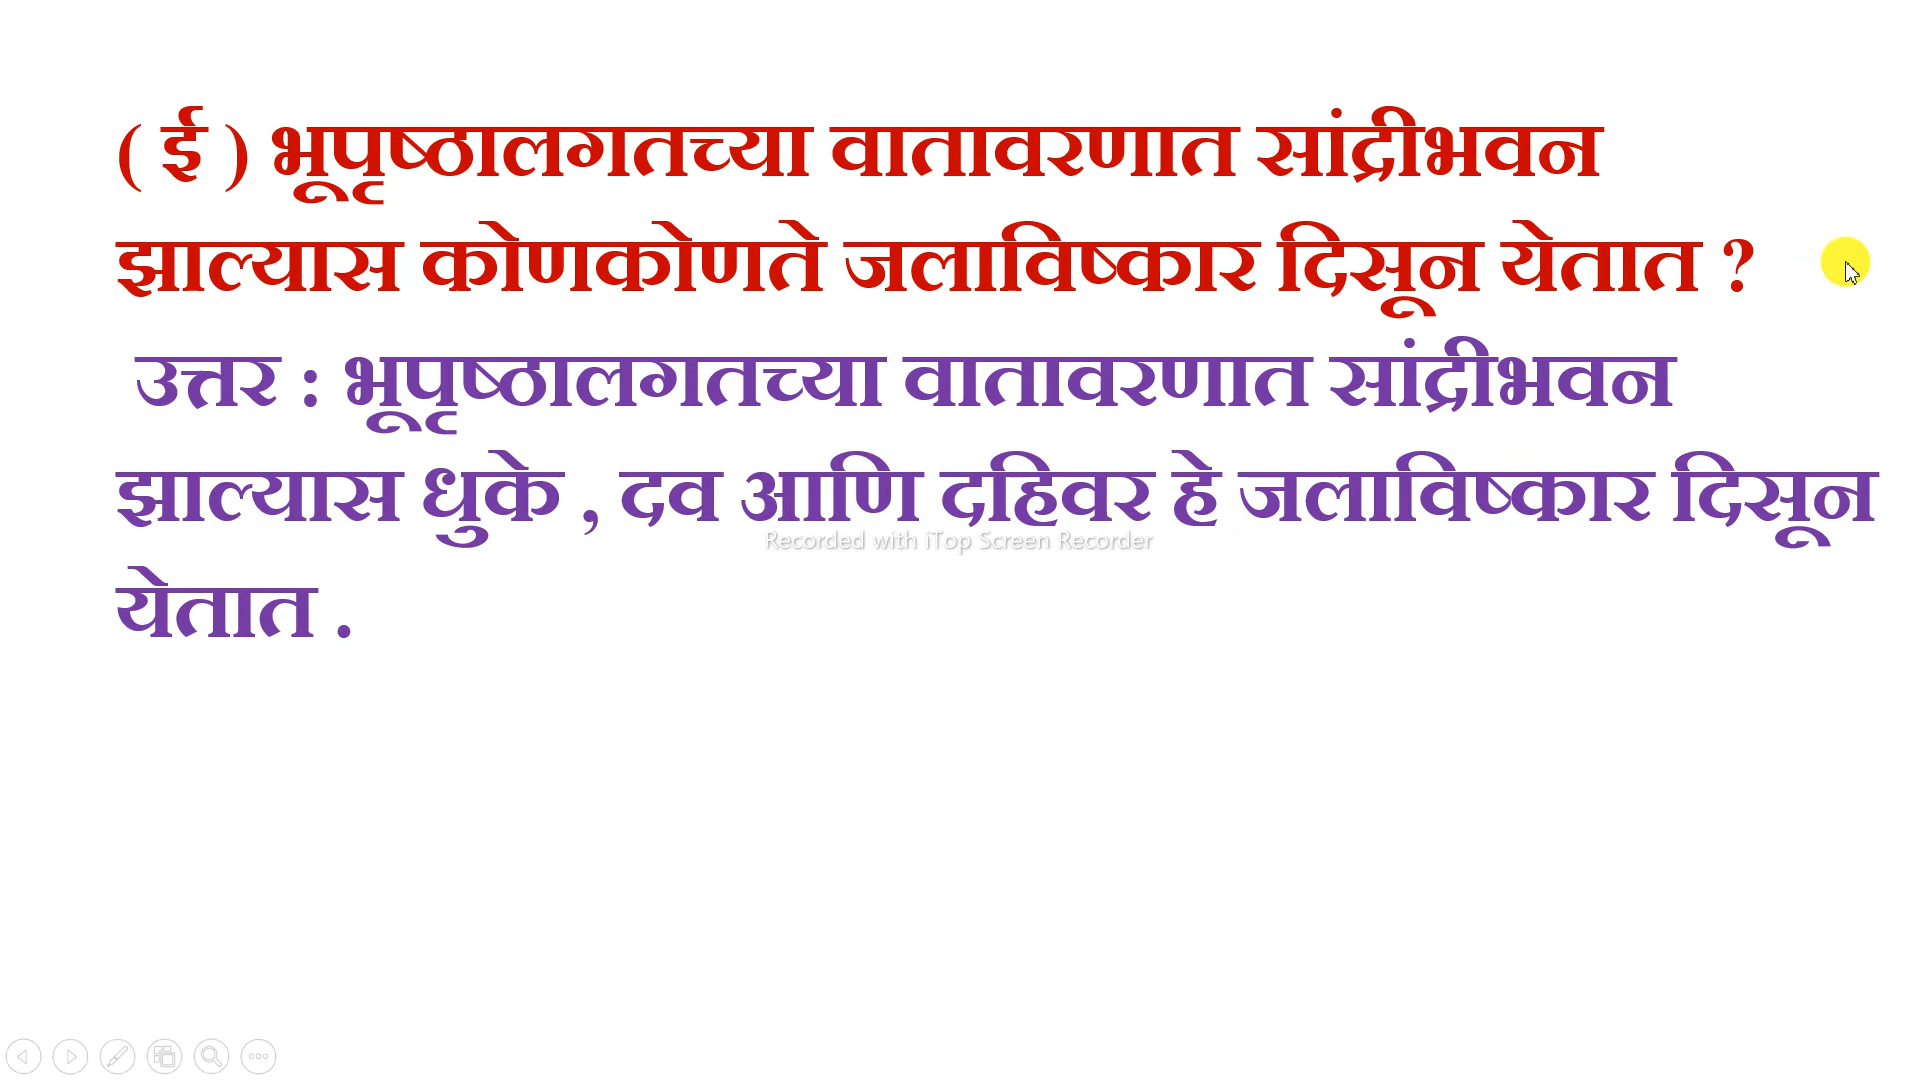 ( ई ) भूपृष्ठालगतच्या वातावरणात सांद्रीभवन
झाल्यास कोणकोणते जलाविष्कार दिसून येतात ?
उत्तर : भूपृष्ठालगतच्या वातावरणात सांद्रीभवन
झाल्यास धुके , दव आणि दहिवर हे जलाविष्कार दिसून
Recorded with iTop Screen Recorder
येतात .